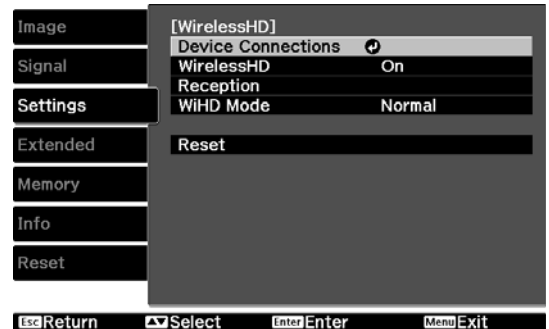 Image
Signal
Settings
Extended
Memory
Info
Reset
[WirelessHD]
Device Connections
WirelessHD On
Reception
WiHD Mode Normal
Reset
Esc Return Select Enter Enter Menu Exit